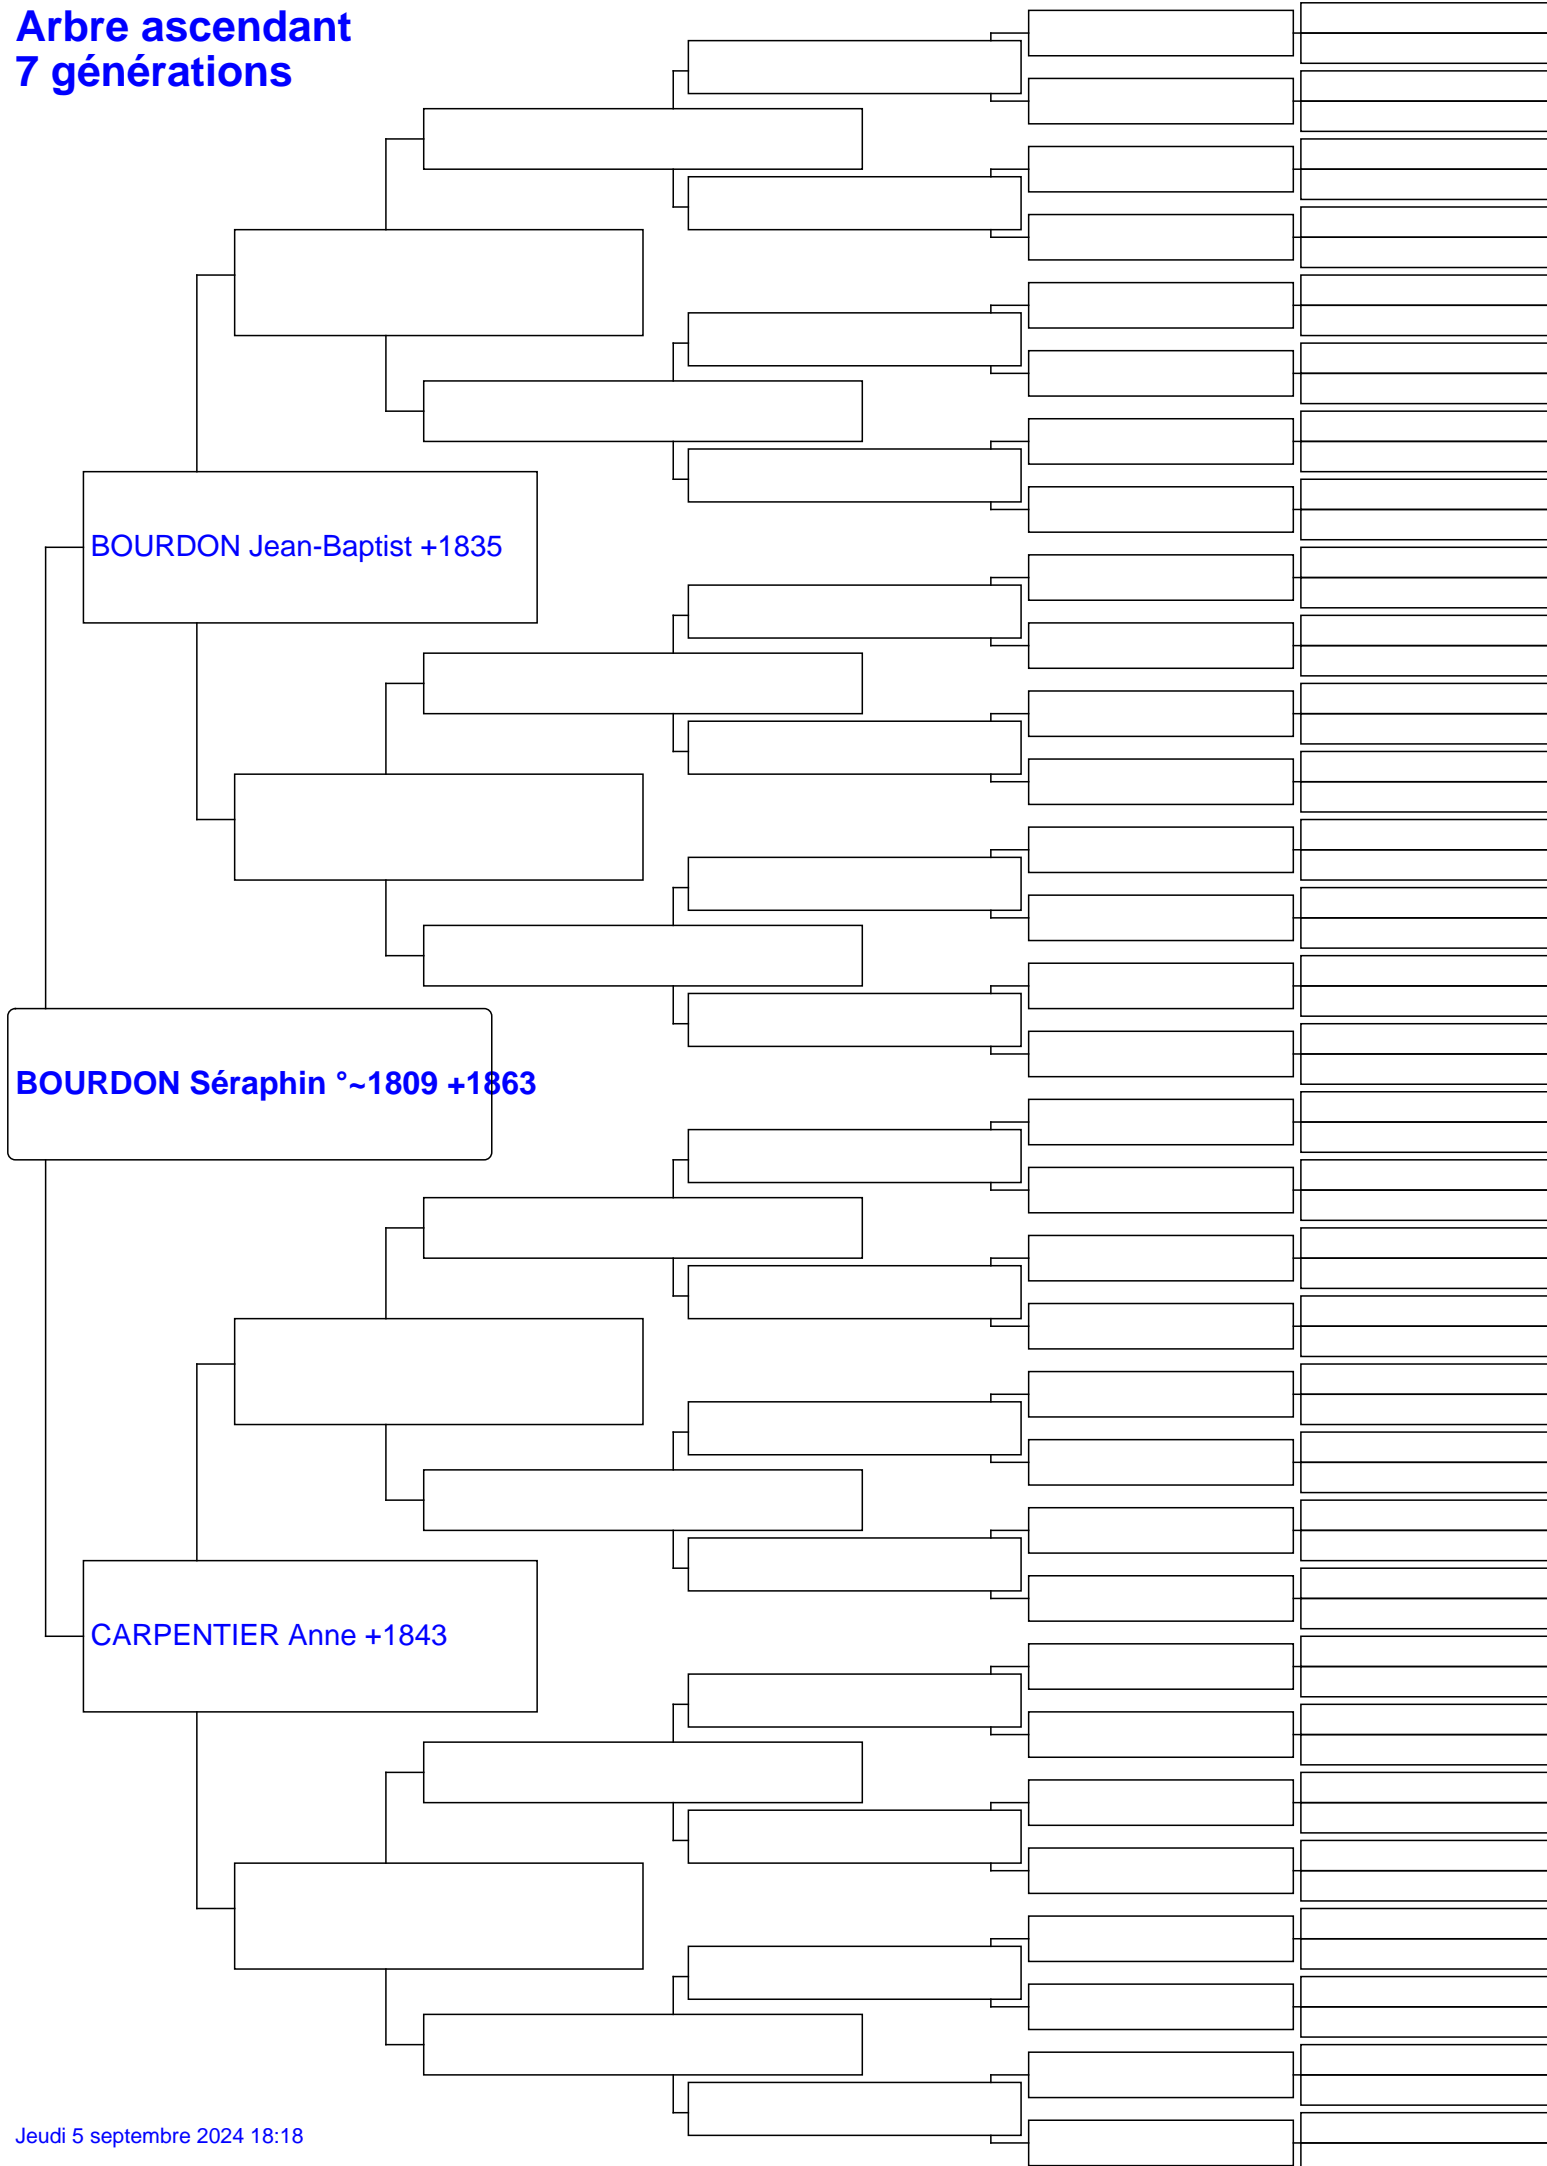 Arbre ascendant
7 générations
BOURDON Jean-Baptist +1835
BOURDON Séraphin °~1809 +1863
CARPENTIER Anne +1843
Jeudi 5 septembre 2024 18:18